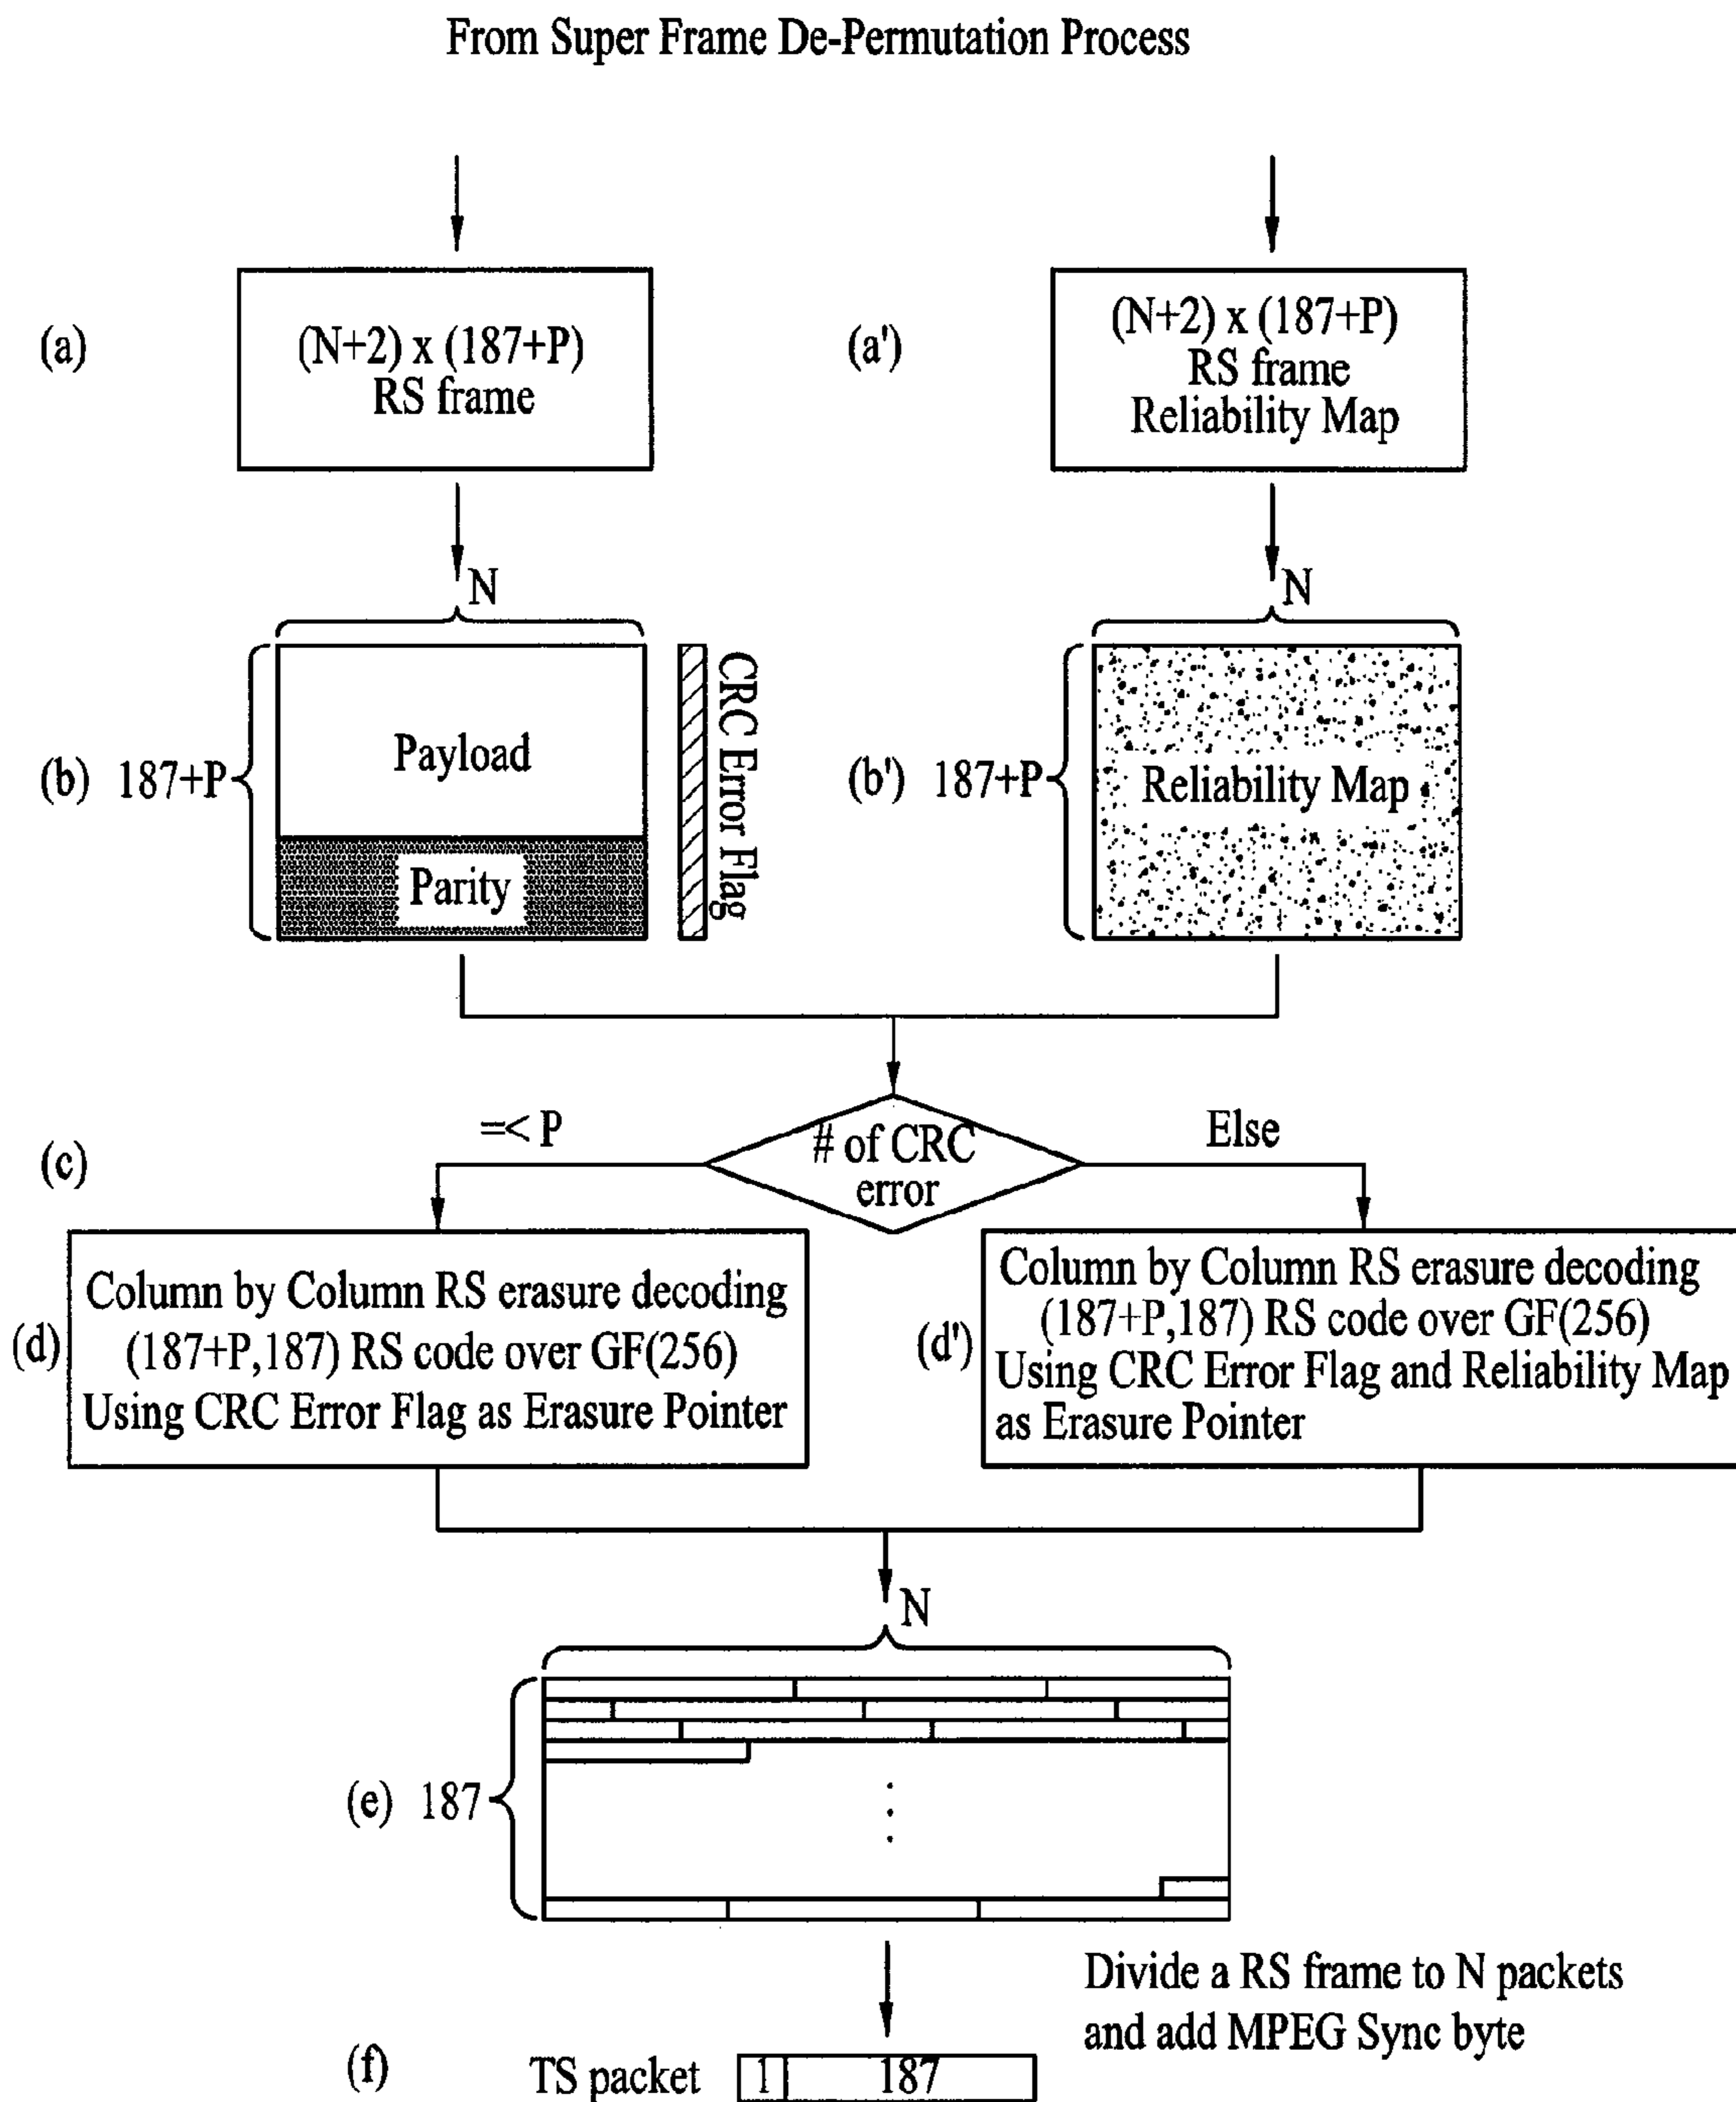 From Super Frame De-Permutation Process
(a)
(N+2) x (187+P)
RS frame
(a')
(N+2) x (187+P)
RS frame
Reliability Map
N
N
(b)
187+P
Payload
Parity
CRC Error Flag
(b')
187+P
Reliability Map
(c)
=< P
# of CRC
error
Else
(d)
Column by Column RS erasure decoding
(187+P,187) RS code over GF(256)
Using CRC Error Flag as Erasure Pointer
(d')
Column by Column RS erasure decoding
(187+P,187) RS code over GF(256)
Using CRC Error Flag and Reliability Map
as Erasure Pointer
N
(e)
187
Divide a RS frame to N packets
and add MPEG Sync byte
(f)
TS packet
1
187